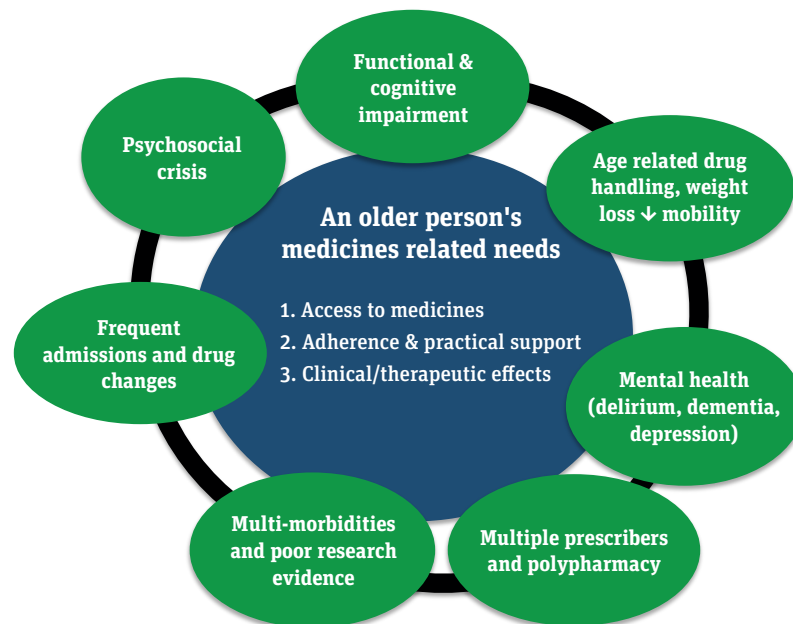 Functional &
cognitive
impairment
Psychosocial
crisis
Age related drug
handling, weight
loss ↓ mobility
An older person's
medicines related needs
1. Access to medicines
2. Adherence & practical support
3. Clinical/therapeutic effects
Frequent
admissions and drug
changes
Mental health
(delirium, dementia,
depression)
Multi-morbidities
and poor research
evidence
Multiple prescribers
and polypharmacy